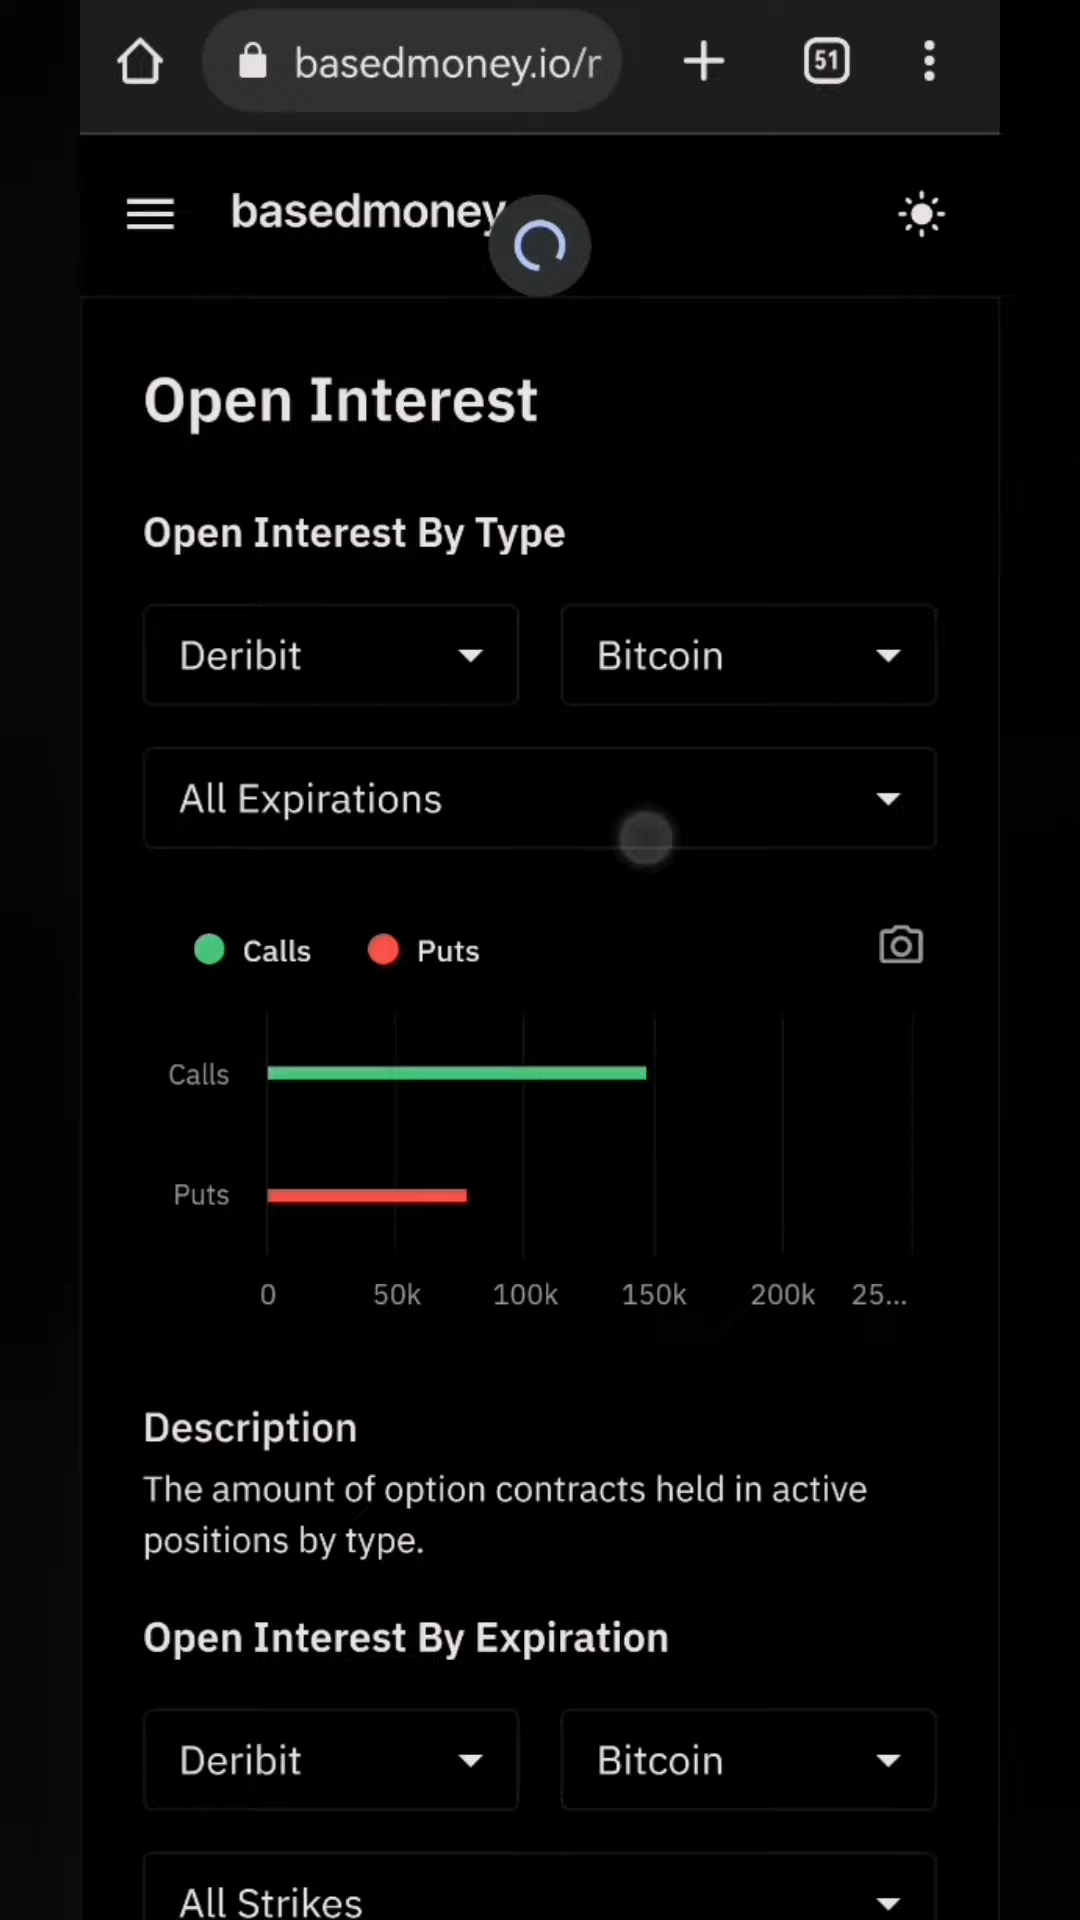 basedmoney.io/r
51
basedmoney
Open Interest
Open Interest By Type
Deribit
Bitcoin
All Expirations
Calls
Puts
Calls
Puts
0 50k 100k 150k 200k 25...
Description
The amount of option contracts held in active
positions by type.
Open Interest By Expiration
Deribit
Bitcoin
All Strikes